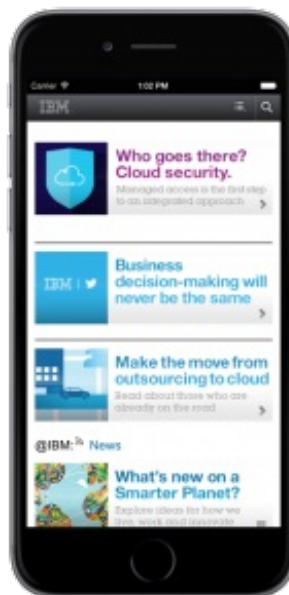 Carrier 1:02 PM
IBM
Who goes there?
Cloud security.
Managed access is the first step
to an integrated approach
IBM
Business
decision-making will
never be the same
Make the move from
outsourcing to cloud
Read about those who are
already on the road
@IBM: News
What's new on a
Smarter Planet?
Explore ideas for how we
live, work and innovate